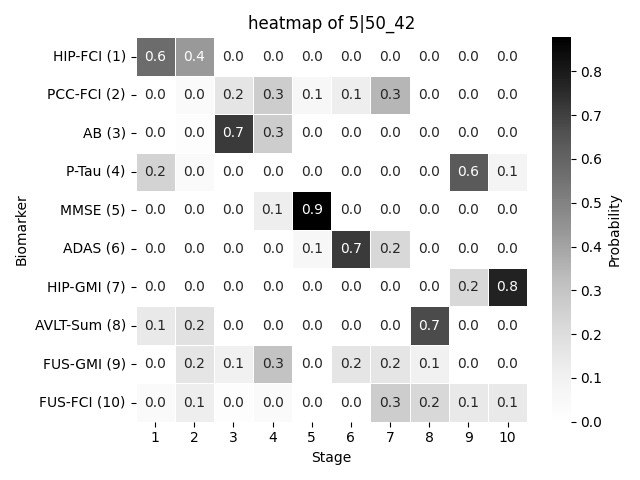 heatmap of 5|50_42
HIP-FCI (1) 0.6 0.4 0.0 0.0 0.0 0.0 0.0 0.0 0.0 0.0
PCC-FCI (2) 0.0 0.0 0.2 0.3 0.1 0.1 0.3 0.0 0.0 0.0
AB (3) 0.0 0.0 0.7 0.3 0.0 0.0 0.0 0.0 0.0 0.0
P-Tau (4) 0.2 0.0 0.0 0.0 0.0 0.0 0.0 0.0 0.6 0.1
MMSE (5) 0.0 0.0 0.0 0.1 0.9 0.0 0.0 0.0 0.0 0.0
ADAS (6) 0.0 0.0 0.0 0.0 0.1 0.7 0.2 0.0 0.0 0.0
HIP-GMI (7) 0.0 0.0 0.0 0.0 0.0 0.0 0.0 0.0 0.2 0.8
AVLT-Sum (8) 0.1 0.2 0.0 0.0 0.0 0.0 0.0 0.7 0.0 0.0
FUS-GMI (9) 0.0 0.2 0.1 0.3 0.0 0.2 0.2 0.1 0.0 0.0
FUS-FCI (10) 0.0 0.1 0.0 0.0 0.0 0.0 0.3 0.2 0.1 0.1
1 2 3 4 5 6 7 8 9 10
Stage
Biomarker
0.8
0.7
0.6
0.5
0.4
0.3
0.2
0.1
0.0
Probability